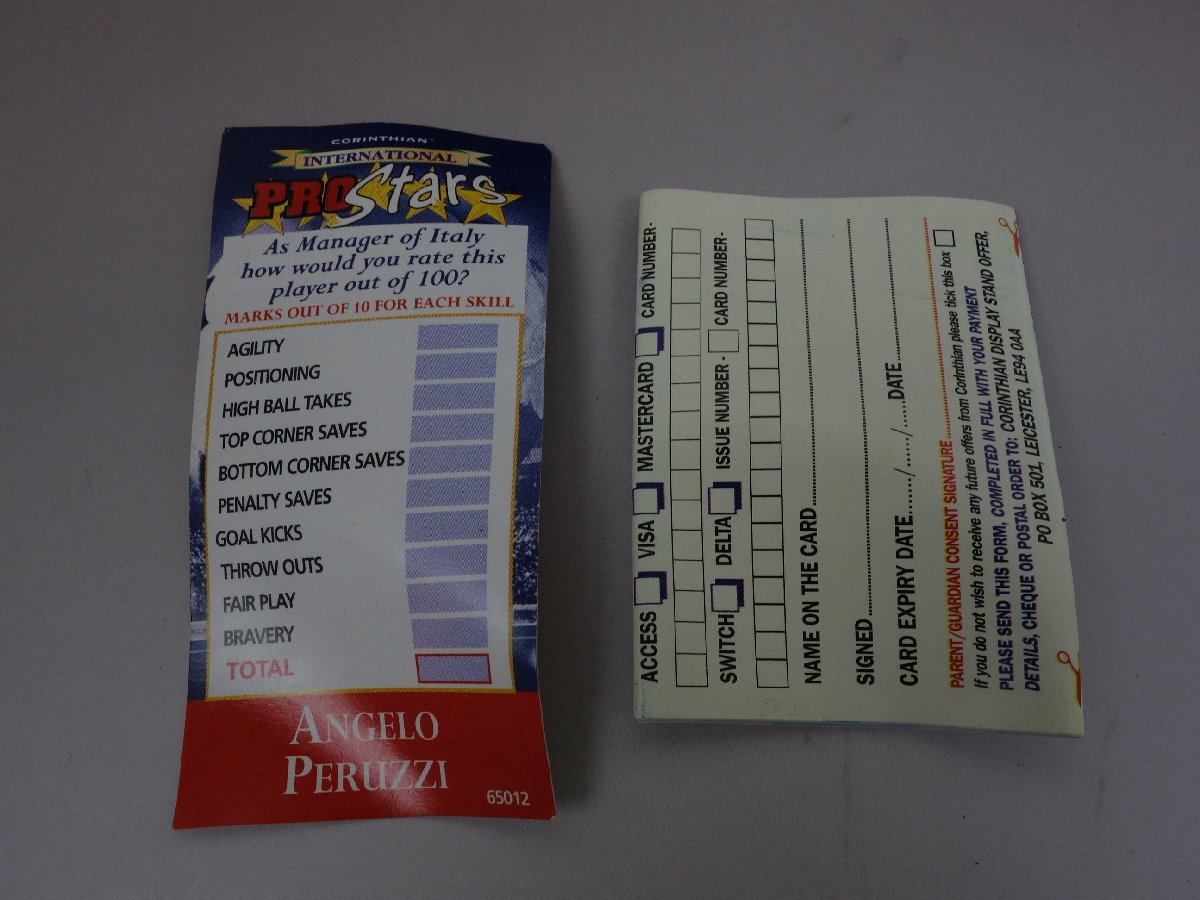 CORINTHIAN™
INTERNATIONAL
PRO Stars™
As Manager of Italy
how would you rate this
player out of 100?
MARKS OUT OF 10 FOR EACH SKILL
AGILITY
POSITIONING
HIGH BALL TAKES
TOP CORNER SAVES
BOTTOM CORNER SAVES
PENALTY SAVES
GOAL KICKS
THROW OUTS
FAIR PLAY
BRAVERY
TOTAL
ANGELO
PERUZZI
65012
ACCESS VISA MASTERCARD CARD NUMBER-
SWITCH DELTA ISSUE NUMBER- CARD NUMBER-
NAME ON THE CARD
SIGNED
CARD EXPIRY DATE....../....../......DATE
PARENT/GUARDIAN CONSENT SIGNATURE
If you do not wish to receive any future offers from Corinthian please tick this box
PLEASE SEND THIS FORM, COMPLETED IN FULL WITH YOUR PAYMENT
DETAILS, CHEQUE OR POSTAL ORDER TO: CORINTHIAN DISPLAY STAND OFFER,
PO BOX 501, LEICESTER, LE94 0AA